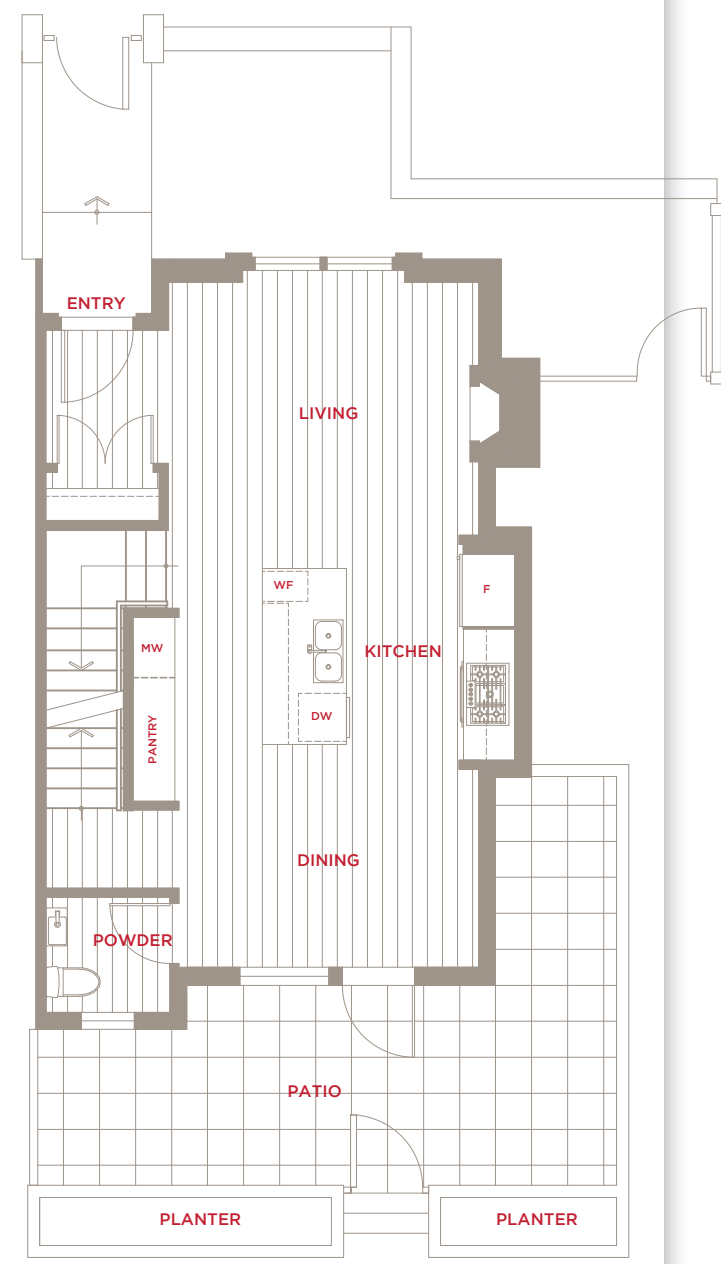 ENTRY
LIVING
WF
F
KITCHEN
MW
DW
PANTRY
DINING
POWDER
PATIO
PLANTER
PLANTER